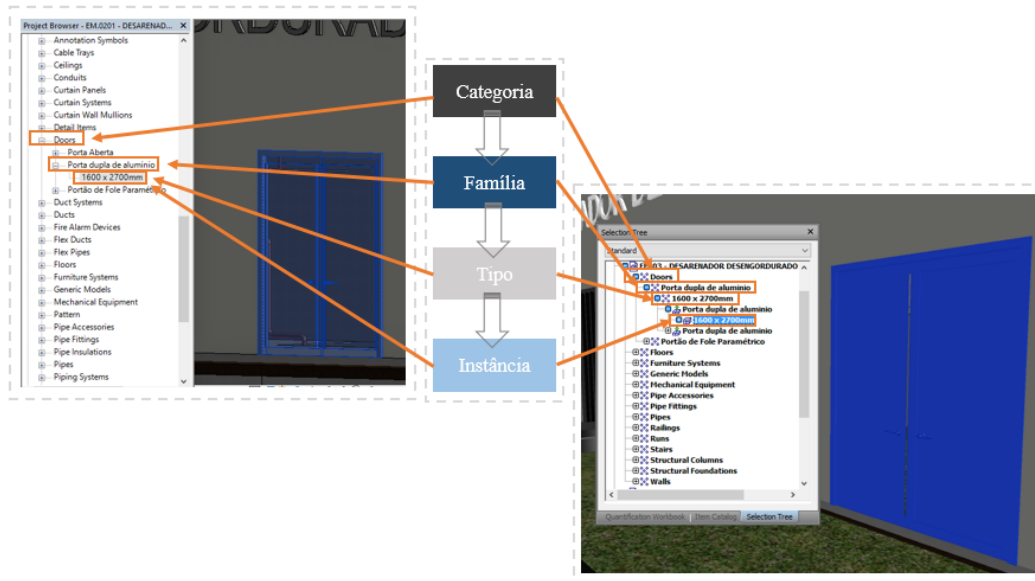 Project Browser - EM.0201 - DESARENAD...
Annotation Symbols
Cable Trays
Ceilings
Conduits
Curtain Panels
Curtain Systems
Curtain Wall Mullions
Detail Items
Doors
Porta Aberta
Porta dupla de alumínio
1600 x 2700mm
Portão de Fole Paramétrico
Duct Systems
Ducts
Fire Alarm Devices
Flex Ducts
Flex Pipes
Floors
Furniture Systems
Generic Models
Mechanical Equipment
Pattern
Pipe Accessories
Pipe Fittings
Pipe Insulations
Pipes
Piping Systems
Categoria
Família
Tipo
Instância
Selection Tree
Standard
DESARENADOR DESENGORDURADO
Doors
Porta dupla de alumínio
1600 x 2700mm
Porta dupla de alumínio
1600 x 2700mm
Porta dupla de alumínio
Portão de Fole Paramétrico
Floors
Furniture Systems
Generic Models
Mechanical Equipment
Pipe Accessories
Pipe Fittings
Pipes
Railings
Runs
Stairs
Structural Columns
Structural Foundations
Walls
Quantification Workbook
Item Catalog
Selection Tree